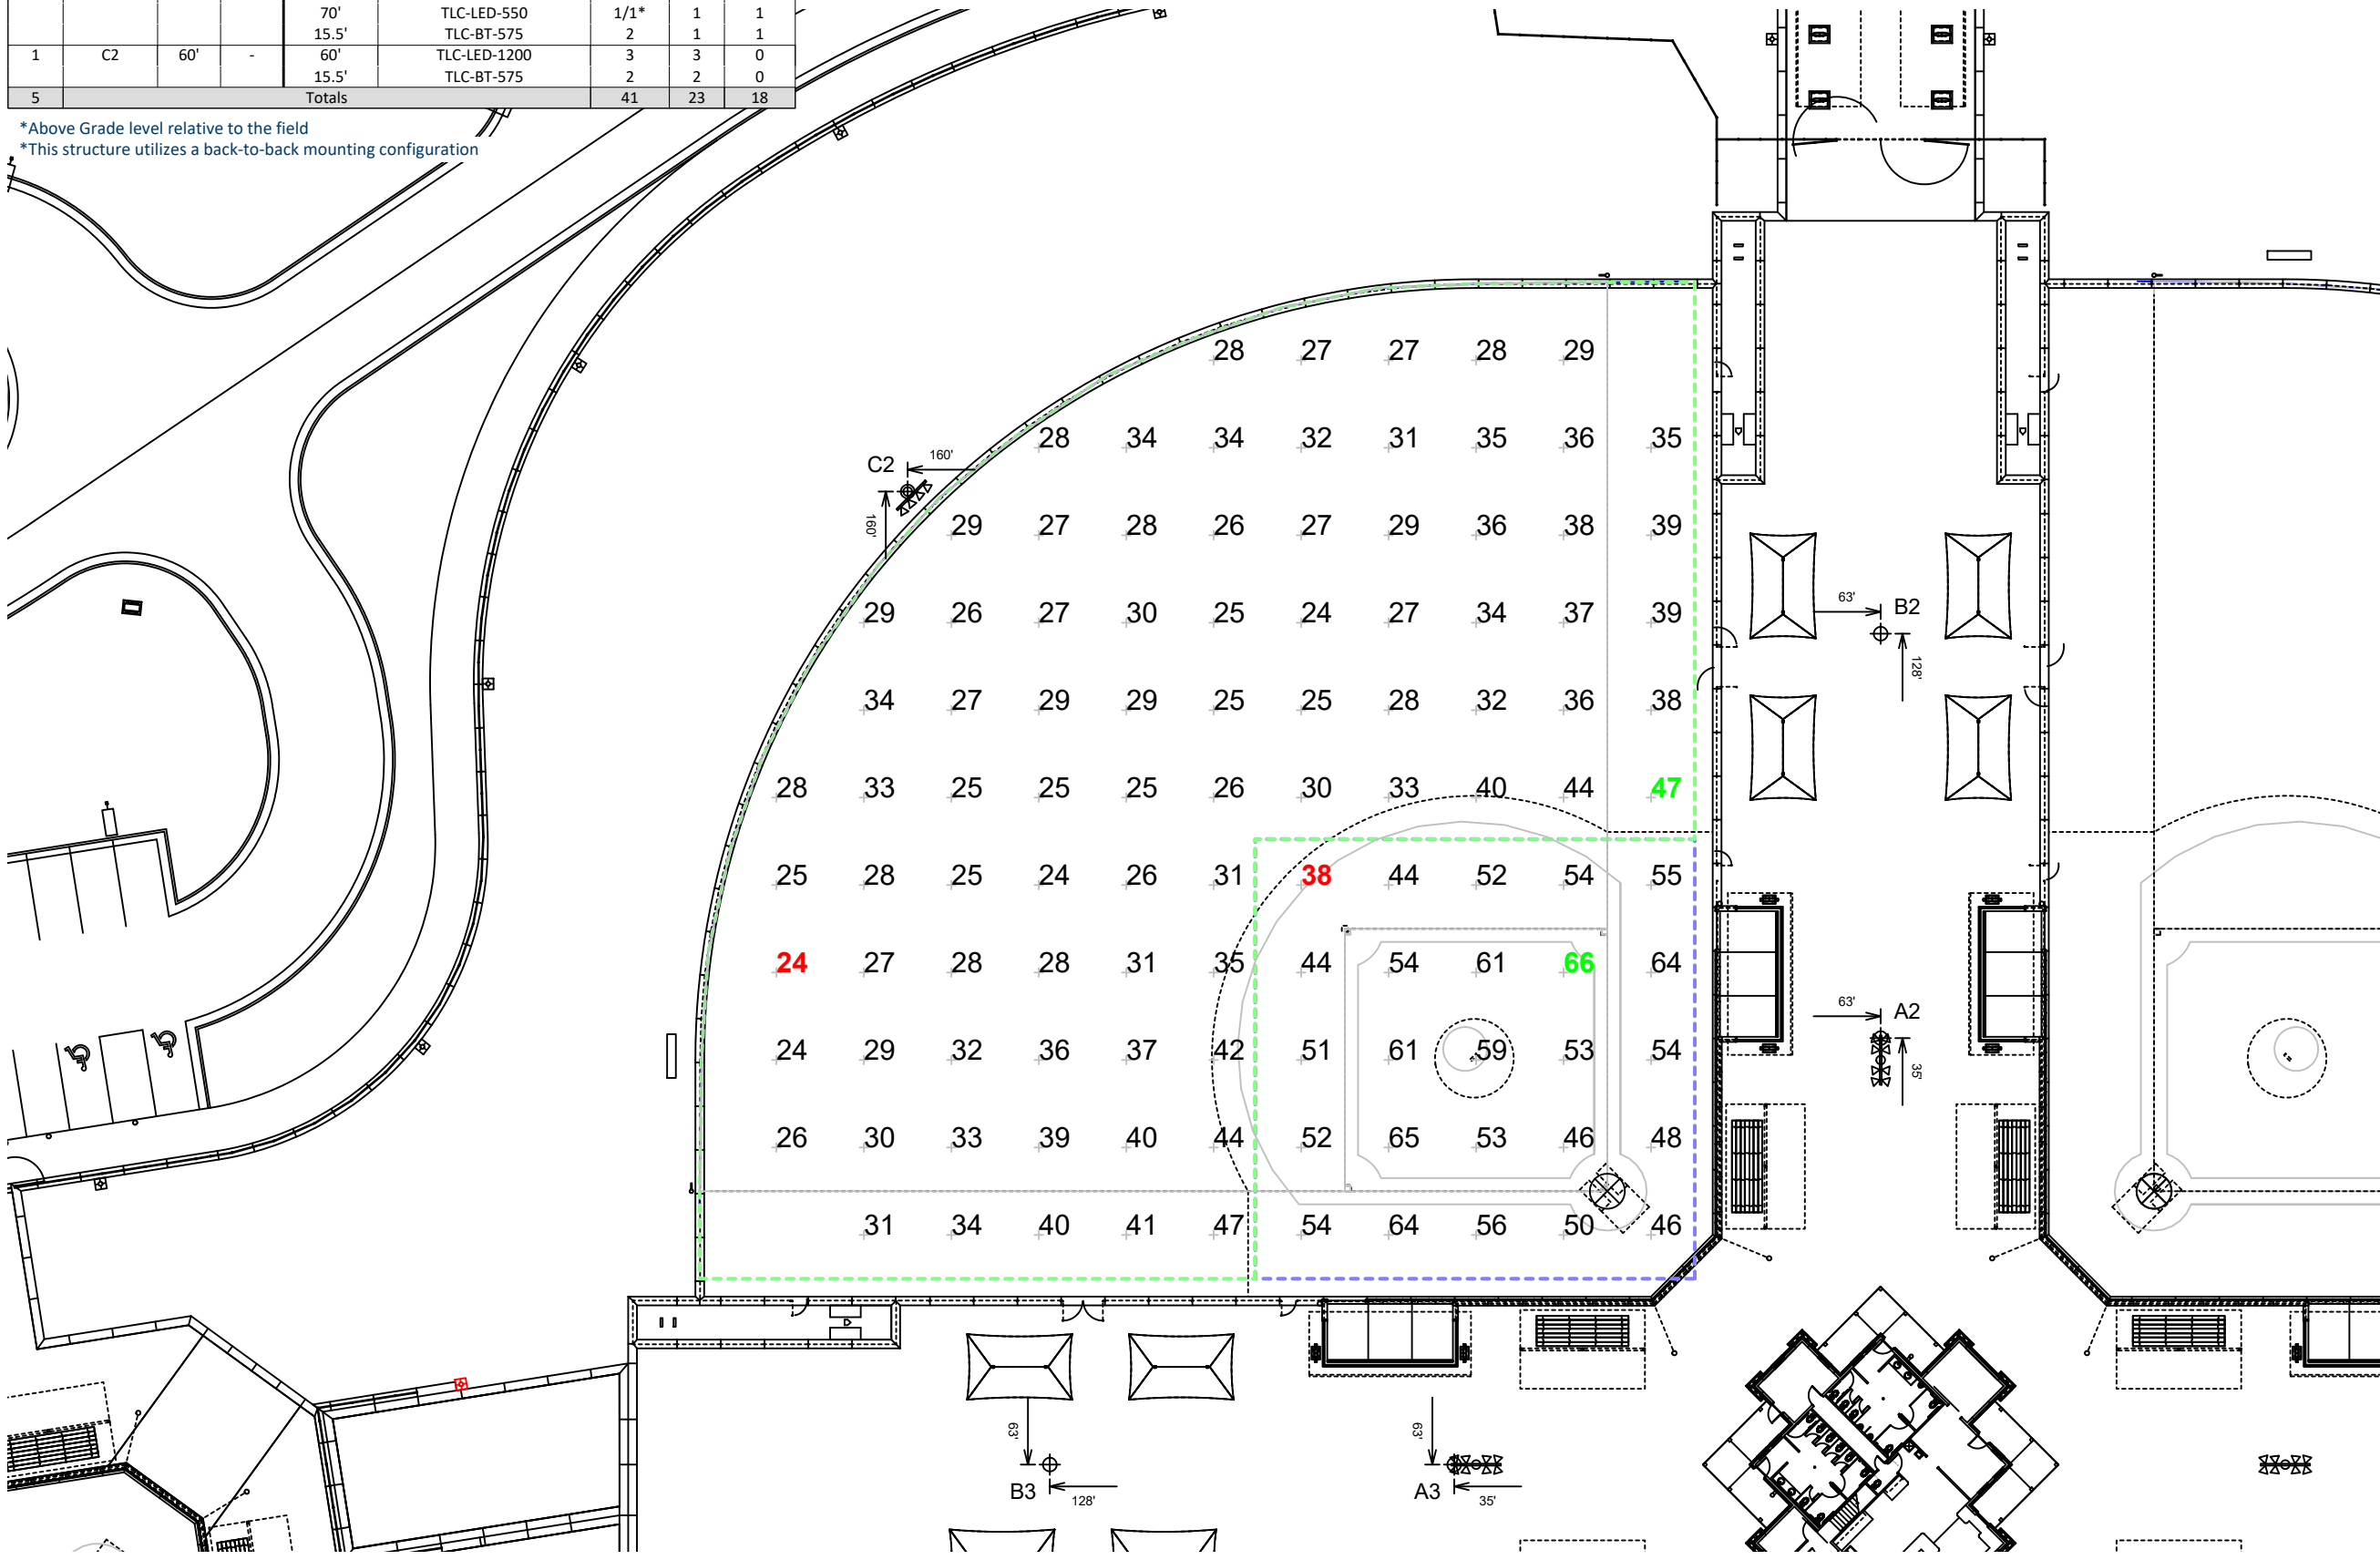 70' TLC-LED-550 1/1* 1 1
15.5' TLC-BT-575 2 1 1
1 C2 60' - 60' TLC-LED-1200 3 3 0
15.5' TLC-BT-575 2 2 0
5 Totals 41 23 18
*Above Grade level relative to the field
*This structure utilizes a back-to-back mounting configuration
28 27 27 28 29
28 34 34 32 31 35 36 35
C2 160'
160'
29 27 28 26 27 29 36 38 39
29 26 27 30 25 24 27 34 37 39
63' B2
128'
34 27 29 29 25 25 28 32 36 38
28 33 25 25 25 26 30 33 40 44 47
25 28 25 24 26 31 38 44 52 54 55
24 27 28 28 31 35 44 54 61 66 64
63' A2
35'
24 29 32 36 37 42 51 61 59 53 54
26 30 33 39 40 44 52 65 53 46 48
31 34 40 41 47 54 64 56 50 46
63' 63'
B3 128' A3 35'